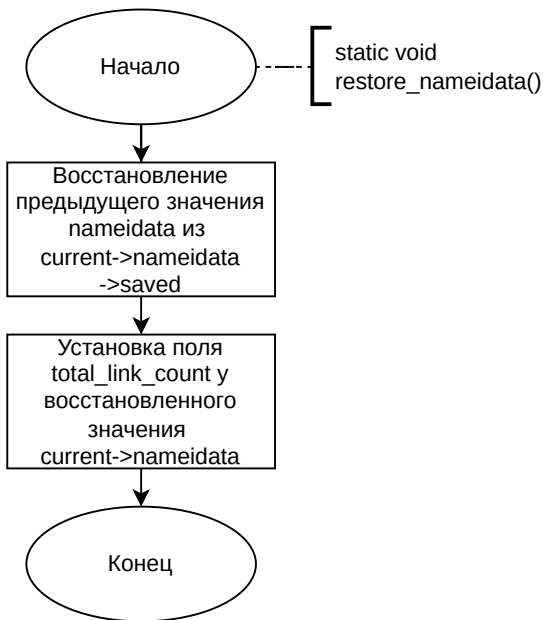 Начало
static void
restore_nameidata()
Восстановление
предыдущего значения
nameidata из
current->nameidata
->saved
Установка поля
total_link_count у
восстановленного
значения
current->nameidata
Конец